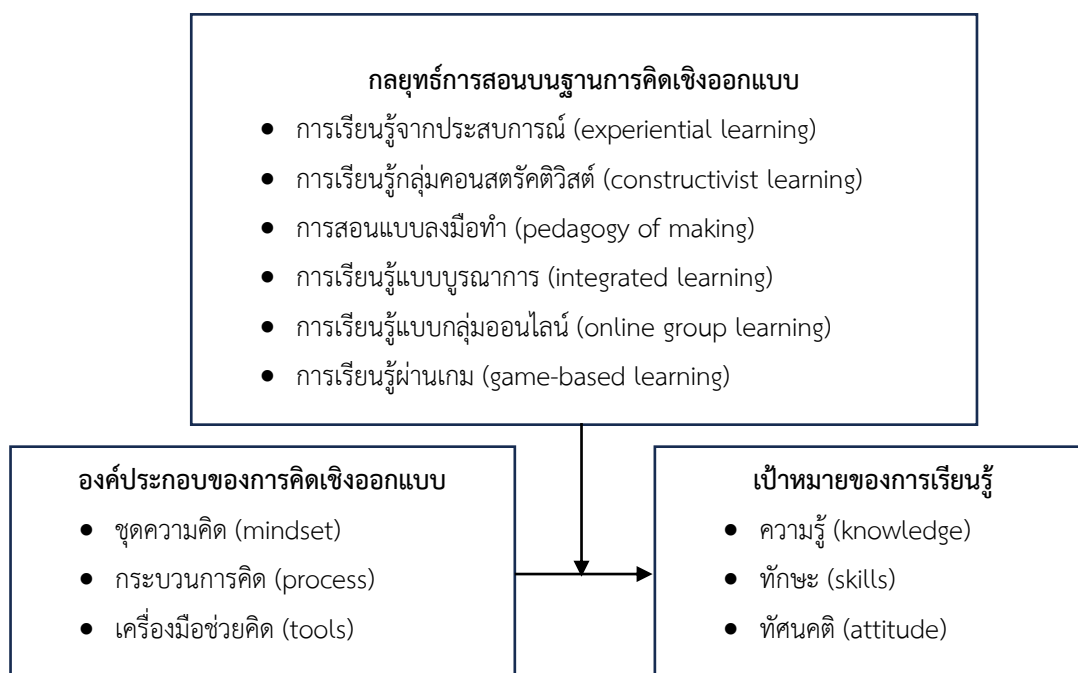 กลยุทธ์การสอนบนฐานการคิดเชิงออกแบบ
● การเรียนรู้จากประสบการณ์ (experiential learning)
● การเรียนรู้กลุ่มคอนสตรัคติวิสต์ (constructivist learning)
● การสอนแบบลงมือทำ (pedagogy of making)
● การเรียนรู้แบบบูรณาการ (integrated learning)
● การเรียนรู้แบบกลุ่มออนไลน์ (online group learning)
● การเรียนรู้ผ่านเกม (game-based learning)
องค์ประกอบของการคิดเชิงออกแบบ
● ชุดความคิด (mindset)
● กระบวนการคิด (process)
● เครื่องมือช่วยคิด (tools)
เป้าหมายของการเรียนรู้
● ความรู้ (knowledge)
● ทักษะ (skills)
● ทัศนคติ (attitude)